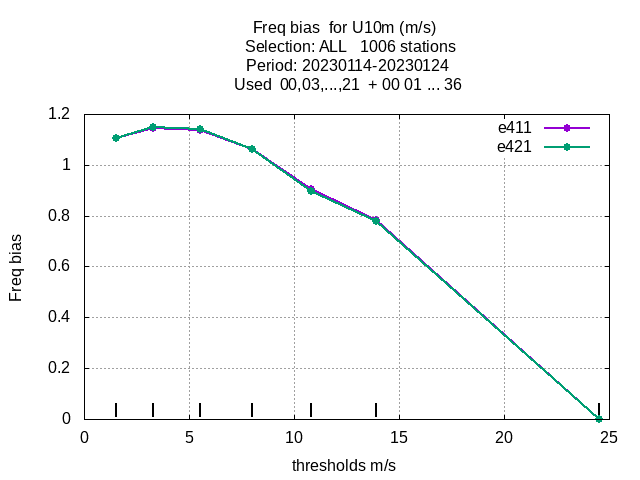 Freq bias  for U10m (m/s)
Selection: ALL   1006 stations
Period: 20230114-20230124
Used  00,03,...,21  + 00 01 ... 36
e411
e421
1.2
1
0.8
0.6
0.4
0.2
0
Freq bias
0 5 10 15 20 25
thresholds m/s